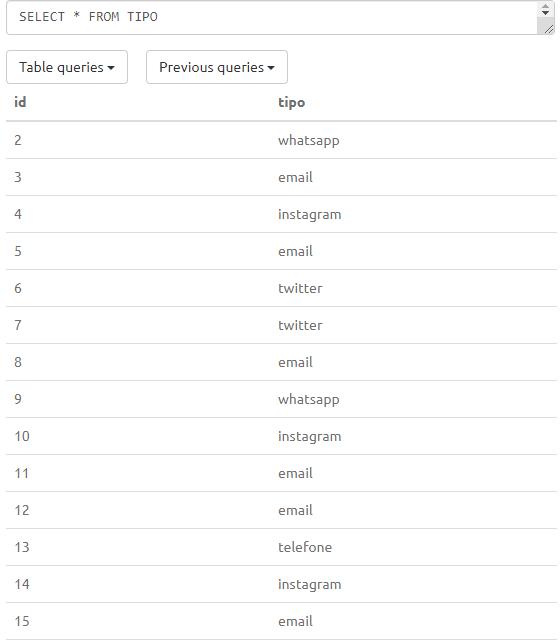 SELECT * FROM TIPO
Table queries Previous queries
id tipo
2 whatsapp
3 email
4 instagram
5 email
6 twitter
7 twitter
8 email
9 whatsapp
10 instagram
11 email
12 email
13 telefone
14 instagram
15 email